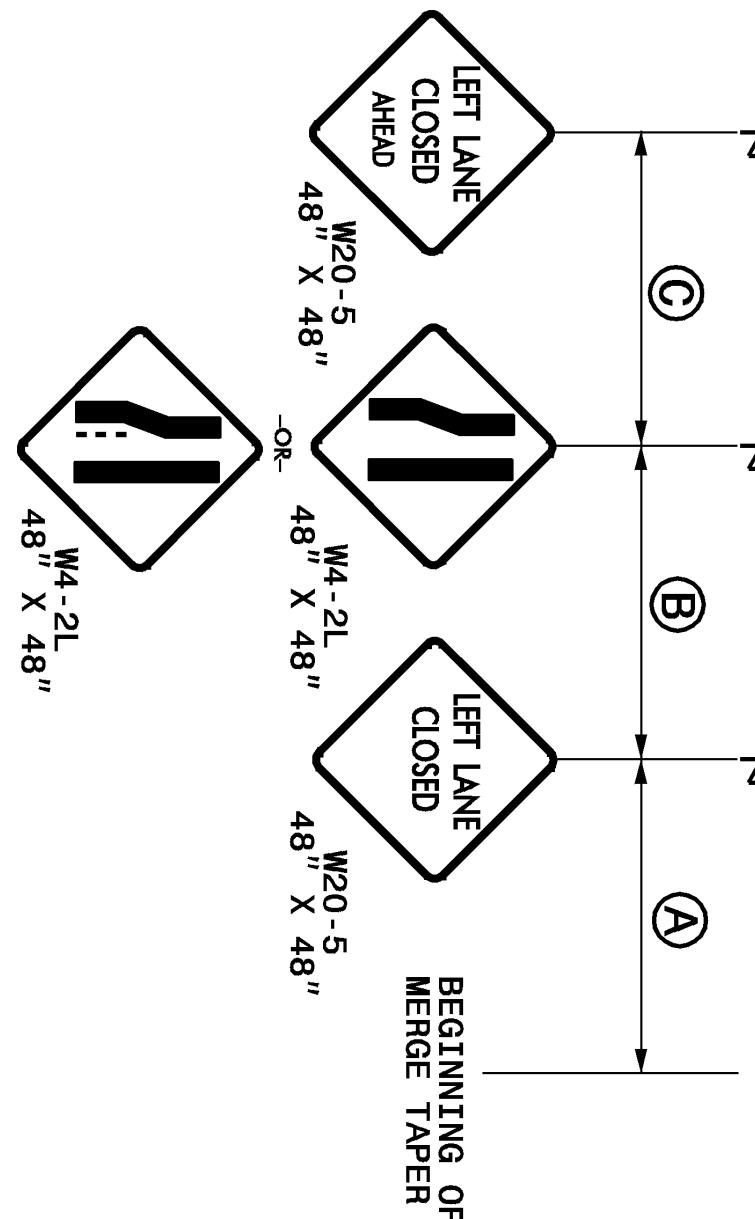 LEFT LANE
CLOSED
AHEAD
W20-5
48" X 48"
C
W4-2L
48" X 48"
-OR-
W4-2L
48" X 48"
B
LEFT LANE
CLOSED
W20-5
48" X 48"
A
BEGINNING OF
MERGE TAPER